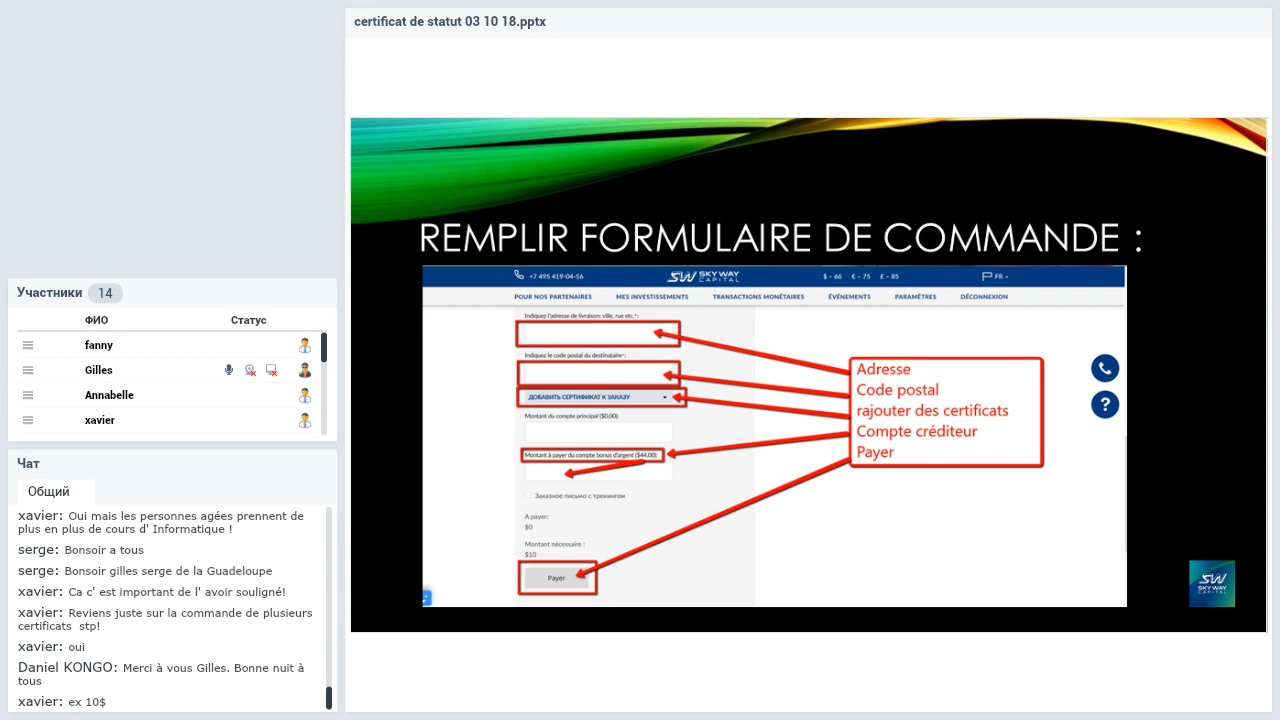 certificat de statut 03 10 18.pptx
REMPLIR FORMULAIRE DE COMMANDE :
+7 495 419-04-56
SW SKY WAY
CAPITAL
$ – 66 € – 75 £ – 85
FR
POUR NOS PARTENAIRES MES INVESTISSEMENTS TRANSACTIONS MONÉTAIRES ÉVÉNEMENTS PARAMÈTRES DÉCONNEXION
Indiquez l'adresse de livraison: ville, rue etc.*:
Indiquez le code postal du destinataire*:
ДОБАВИТЬ СЕРТИФИКАТ К ЗАКАЗУ
Montant du compte principal ($0,00):
Montant à payer du compte bonus d'argent ($44,00):
Заказное письмо с трекингом
A payer:
$0
Montant nécessaire :
$10
Payer
Adresse
Code postal
rajouter des certificats
Compte créditeur
Payer
?
SW
SKY WAY
CAPITAL
Участники 14
ФИО Статус
fanny
Gilles
Annabelle
xavier
Чат
Общий
xavier: Oui mais les personnes agées prennent de
plus en plus de cours d' Informatique !
serge: Bonsoir a tous
serge: Bonsoir gilles serge de la Guadeloupe
xavier: Ca c' est important de l' avoir souligné!
xavier: Reviens juste sur la commande de plusieurs
certificats stp!
xavier: oui
Daniel KONGO: Merci à vous Gilles. Bonne nuit à
tous
xavier: ex 10$